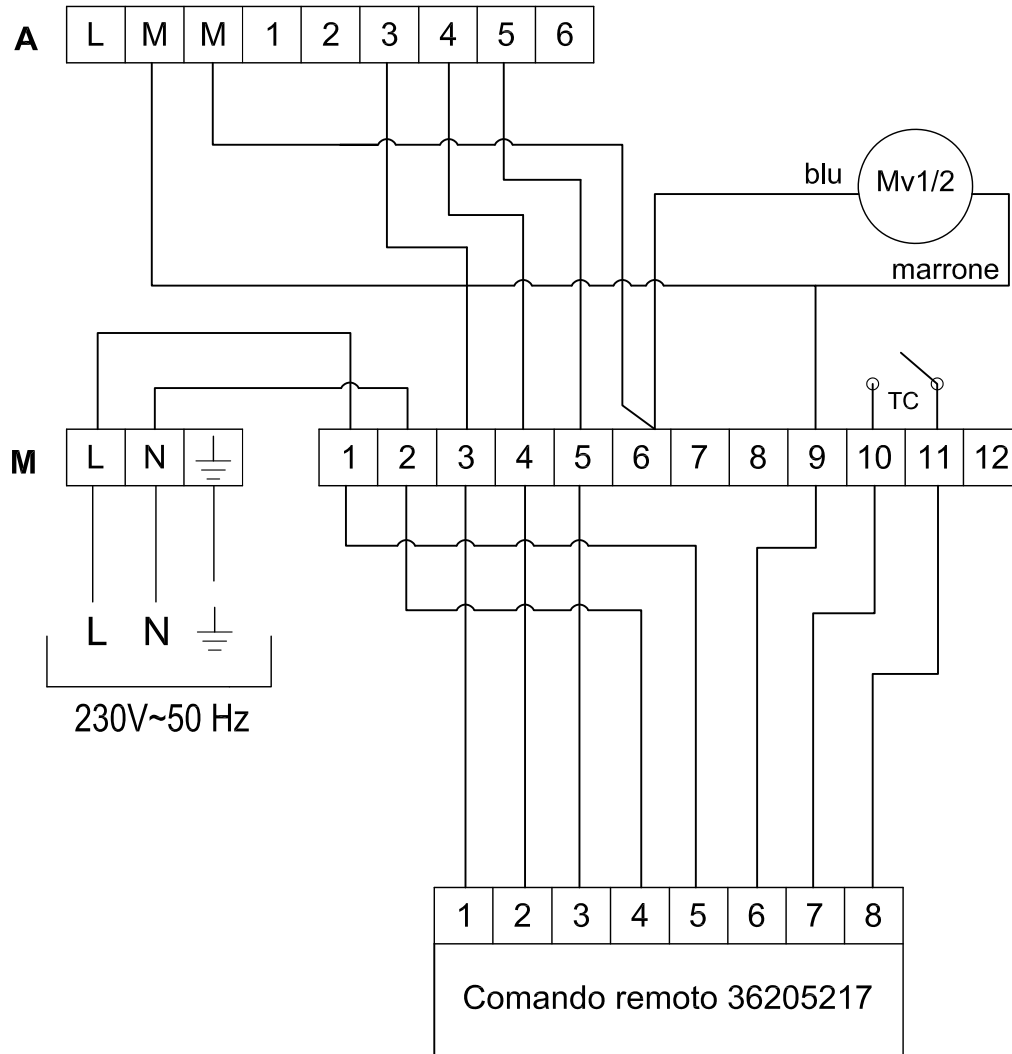 A L M M 1 2 3 4 5 6
blu Mv1/2
marrone
TC
M L N 1 2 3 4 5 6 7 8 9 10 11 12
L N
230V~50 Hz
1 2 3 4 5 6 7 8
Comando remoto 36205217